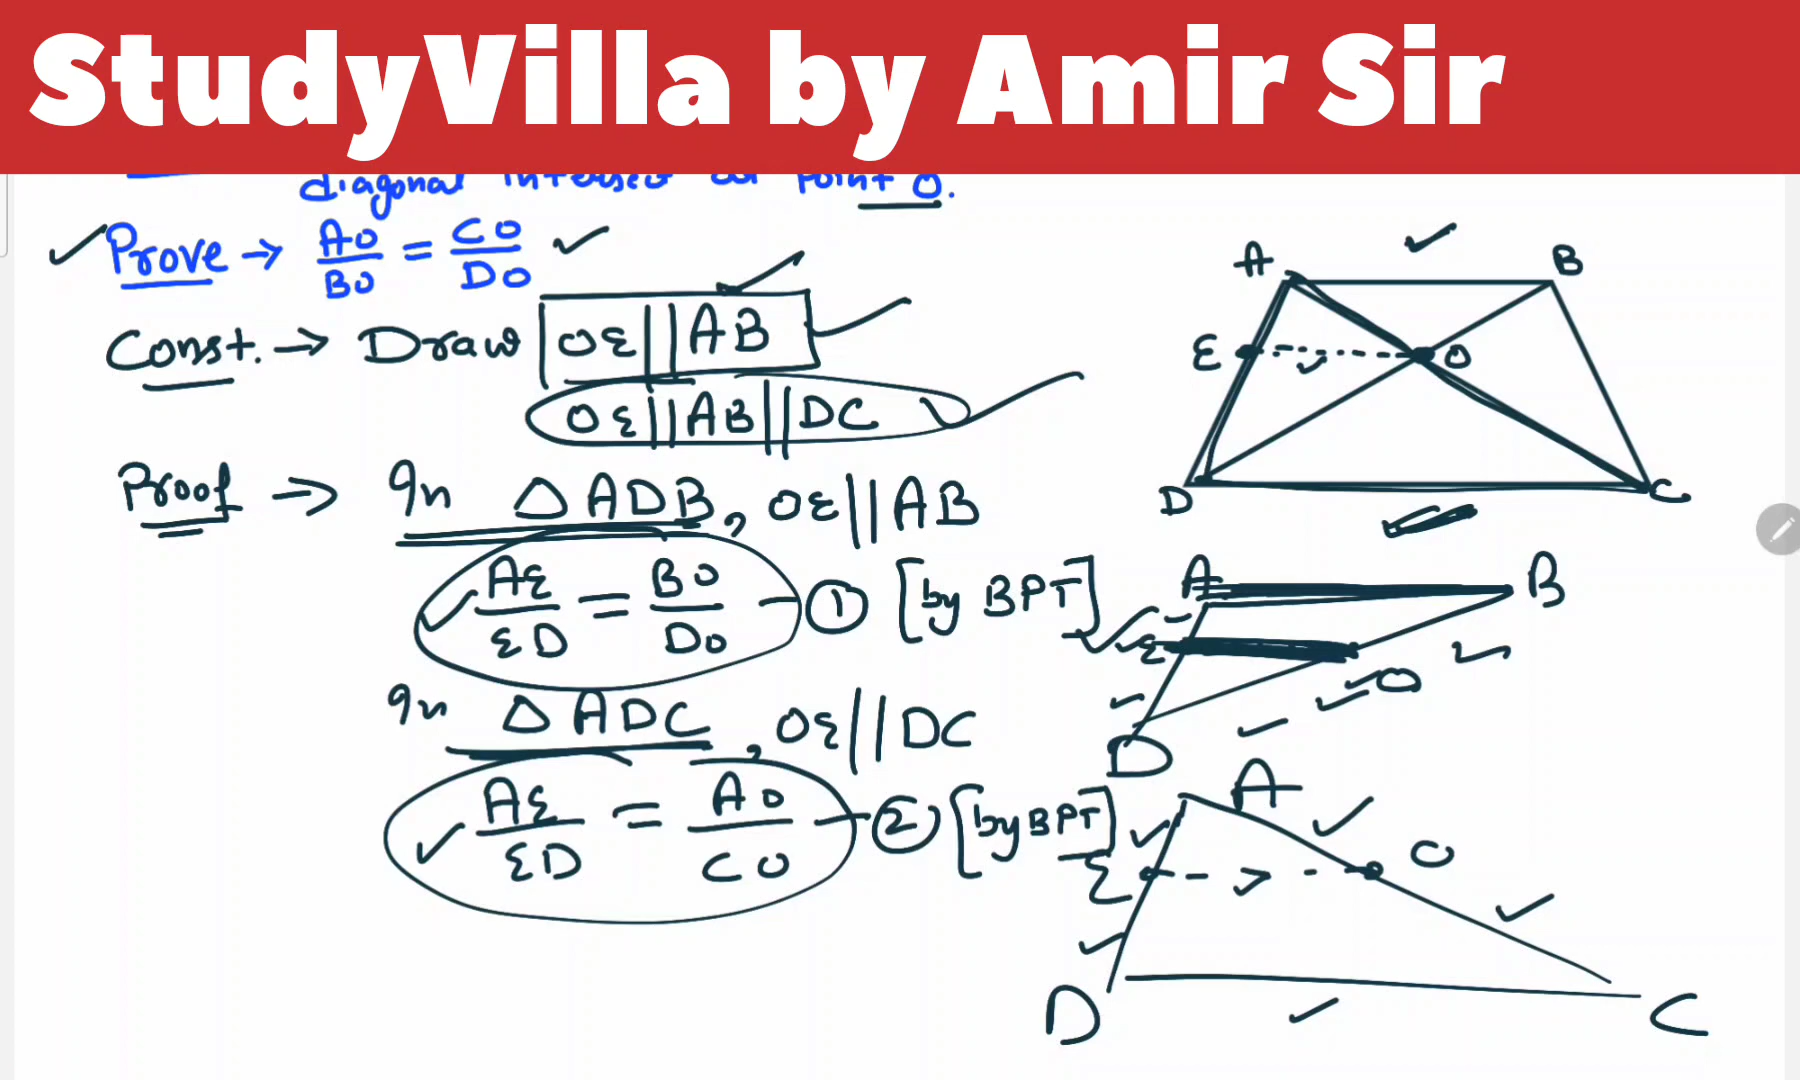 StudyVilla by Amir Sir
diagonal intersect at point O.
Prove → AO/BO = CO/DO
Const. → Draw OE || AB
OE || AB || DC
Proof → In △ ADB, OE || AB
AE/ED = BO/DO - ① [by BPT]
In △ ADC, OE || DC
AE/ED = AO/CO - ② [by BPT]
A B
E O
D C
A B
E O
D
A
E O
D C